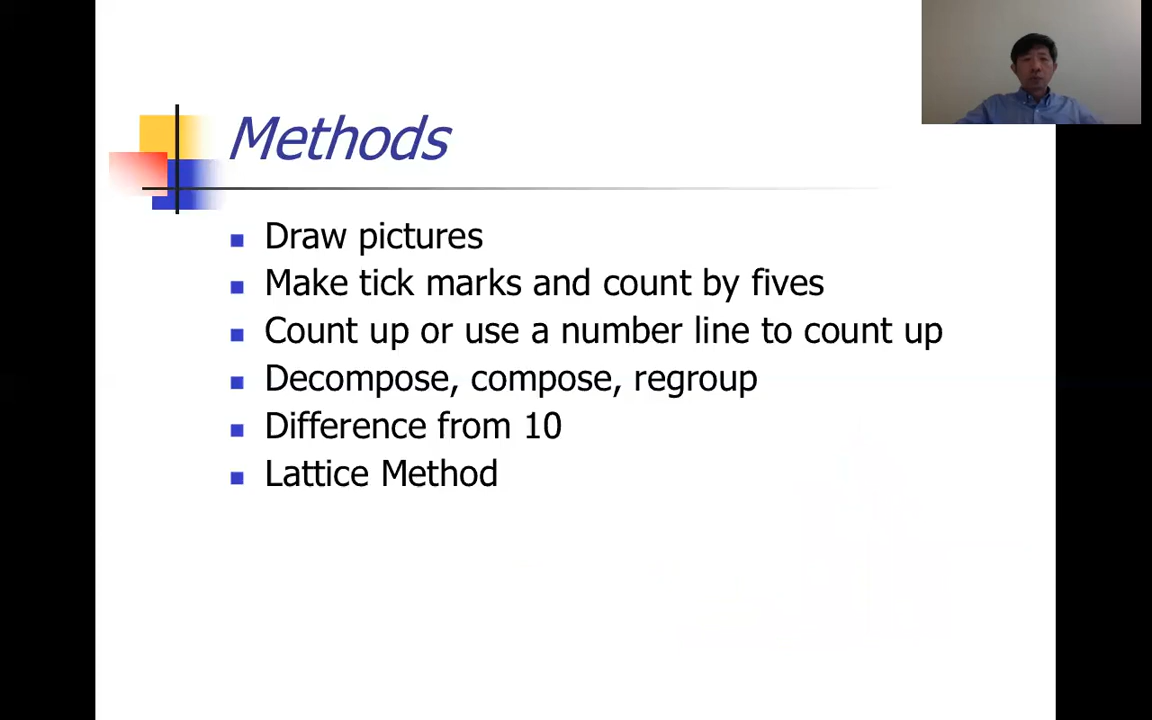 Methods
Draw pictures
Make tick marks and count by fives
Count up or use a number line to count up
Decompose, compose, regroup
Difference from 10
Lattice Method